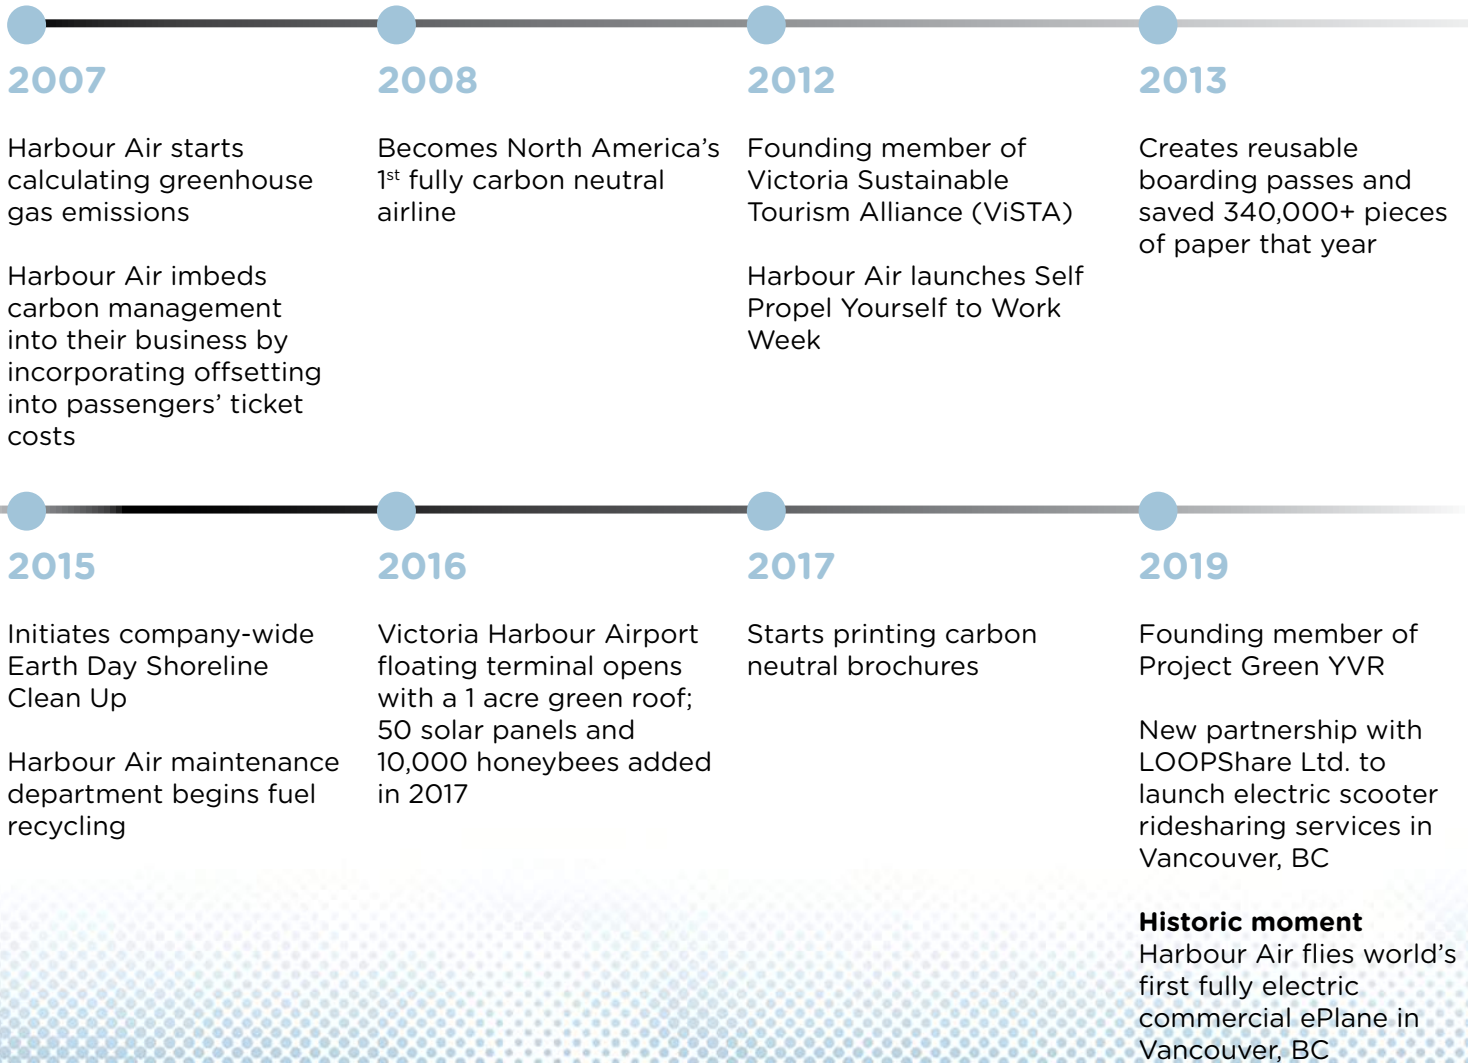 2007
Harbour Air starts
calculating greenhouse
gas emissions
Harbour Air imbeds
carbon management
into their business by
incorporating offsetting
into passengers’ ticket
costs
2008
Becomes North America’s
1st fully carbon neutral
airline
2012
Founding member of
Victoria Sustainable
Tourism Alliance (ViSTA)
Harbour Air launches Self
Propel Yourself to Work
Week
2013
Creates reusable
boarding passes and
saved 340,000+ pieces
of paper that year
2015
Initiates company-wide
Earth Day Shoreline
Clean Up
Harbour Air maintenance
department begins fuel
recycling
2016
Victoria Harbour Airport
floating terminal opens
with a 1 acre green roof;
50 solar panels and
10,000 honeybees added
in 2017
2017
Starts printing carbon
neutral brochures
2019
Founding member of
Project Green YVR
New partnership with
LOOPShare Ltd. to
launch electric scooter
ridesharing services in
Vancouver, BC
Historic moment
Harbour Air flies world’s
first fully electric
commercial ePlane in
Vancouver, BC